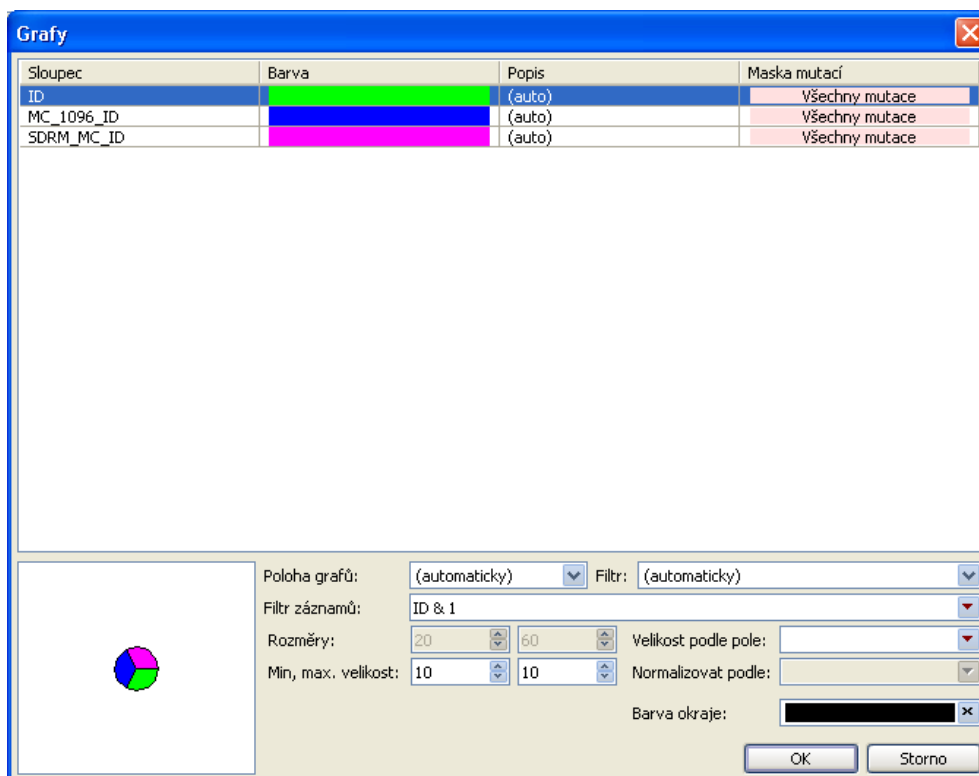 Grafy
Sloupec Barva Popis Maska mutací
ID (auto) Všechny mutace
MC_1096_ID (auto) Všechny mutace
SDRM_MC_ID (auto) Všechny mutace
Poloha grafů: (automaticky) Filtr: (automaticky)
Filtr záznamů: ID & 1
Rozměry: 20 60 Velikost podle pole:
Min, max. velikost: 10 10 Normalizovat podle:
Barva okraje:
OK Storno